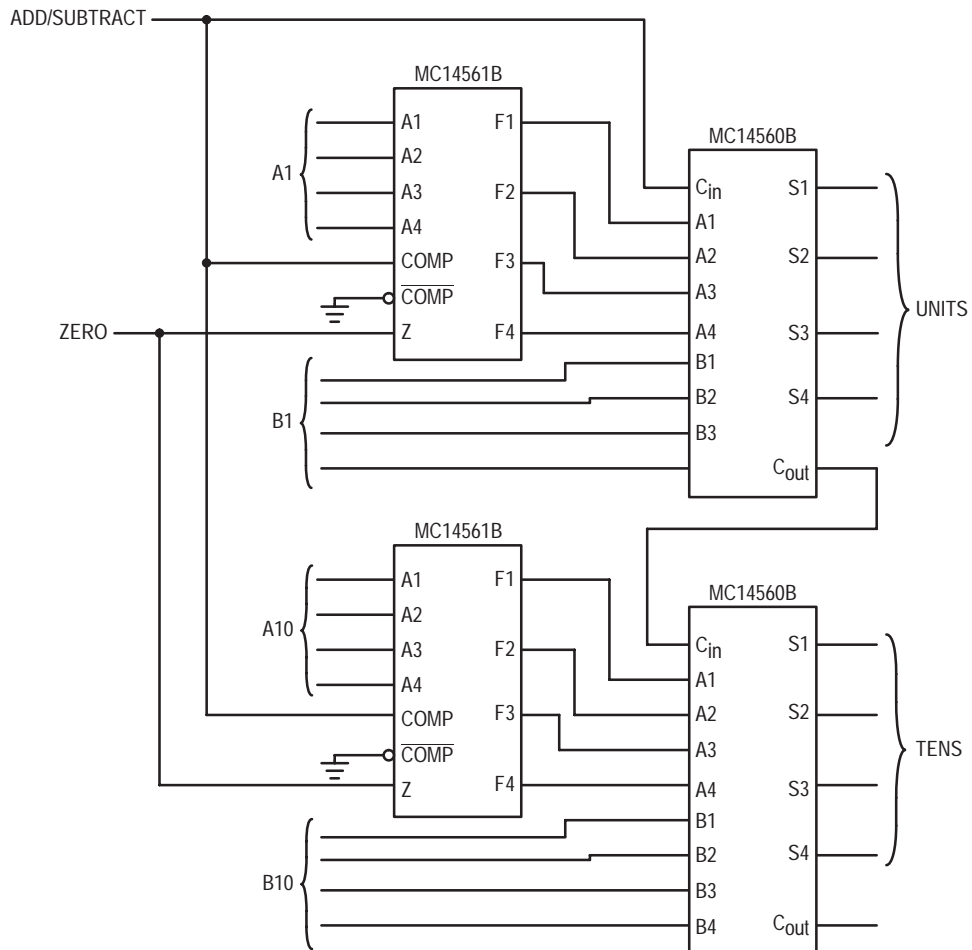 ADD/SUBTRACT
MC14561B
A1
A1 F1
A2
A3 F2
A4
COMP F3
COMP
Z F4
ZERO
B1
MC14560B
Cin S1
A1
A2 S2
A3
A4 S3
B1
B2 S4
B3
Cout
UNITS
MC14561B
A10
A1 F1
A2
A3 F2
A4
COMP F3
COMP
Z F4
B10
MC14560B
Cin S1
A1
A2 S2
A3
A4 S3
B1
B2 S4
B3
B4 Cout
TENS